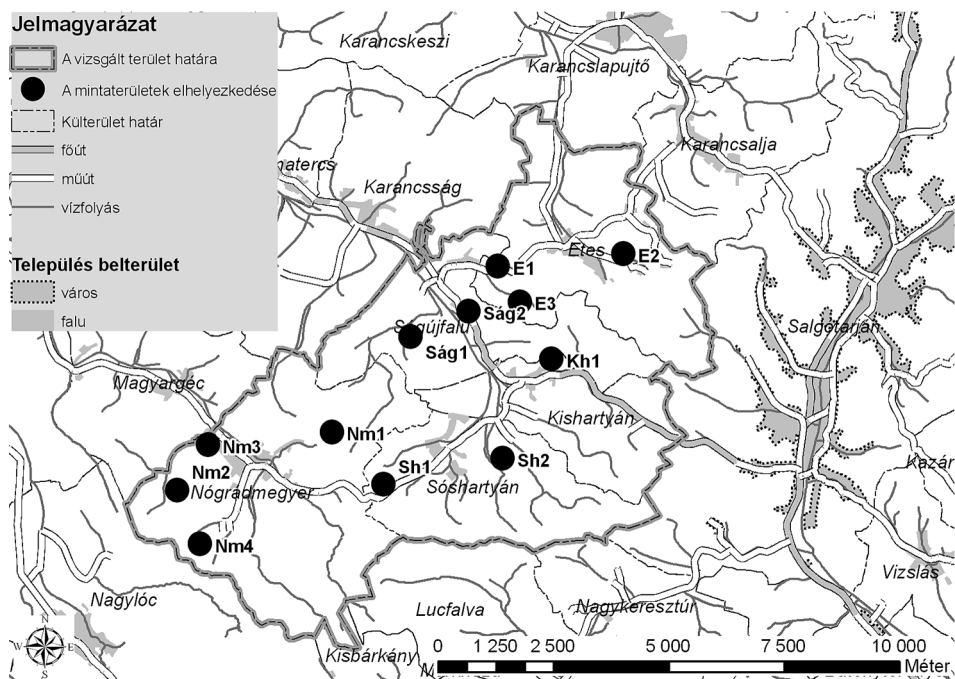 Jelmagyarázat
A vizsgált terület határa
A mintaterületek elhelyezkedése
Külterület határ
főút
műút
vízfolyás
Település belterület
város
falu
Karancskeszi
Karancslapujtő
Karancsalja
Karancsság
Etes
E1
E2
E3
Ság2
Ság1
Salgótarján
Kh1
Magyargéc
Kishartyán
Nm1
Nm3
Nm2
Nógrádmegyer
Sh1
Sh2
Sóshartyán
Nm4
Vizslás
Nagylóc
Lucfalva
Nagykeresztúr
Kisbárkány
N
W
E
S
0 1 250 2 500 5 000 7 500 10 000
Méter